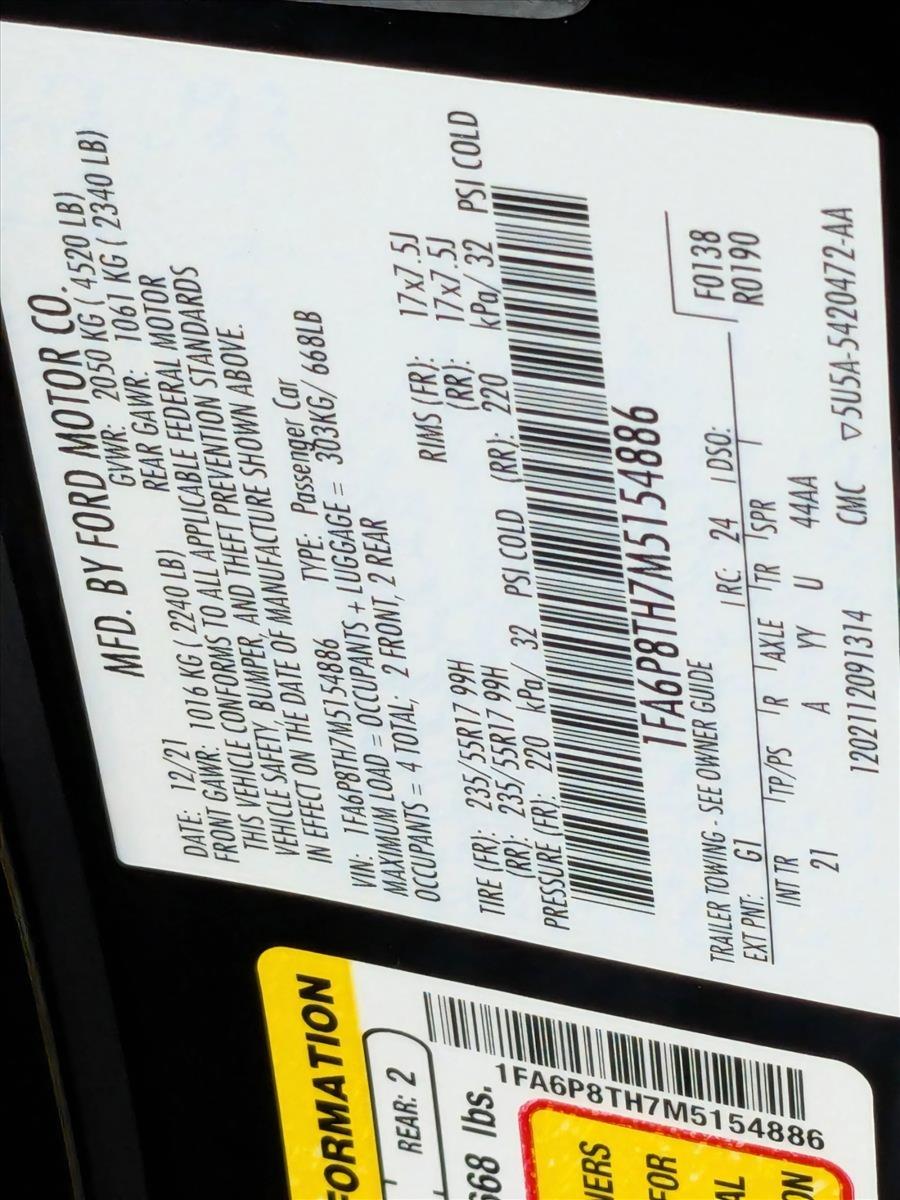 MFD. BY FORD MOTOR CO.
DATE: 12/21 GVWR: 2050 KG ( 4520 LB)
FRONT GAWR: 1016 KG ( 2240 LB) REAR GAWR: 1061 KG ( 2340 LB)
THIS VEHICLE CONFORMS TO ALL APPLICABLE FEDERAL MOTOR
VEHICLE SAFETY, BUMPER, AND THEFT PREVENTION STANDARDS
IN EFFECT ON THE DATE OF MANUFACTURE SHOWN ABOVE.
VIN: 1FA6P8TH7M5154886 TYPE: Passenger Car
MAXIMUM LOAD = OCCUPANTS + LUGGAGE = 303KG/ 668LB
OCCUPANTS = 4 TOTAL; 2 FRONT, 2 REAR
TIRE (FR): 235/55R17 99H RIMS (FR): 17x7.5J
(RR): 235/55R17 99H (RR): 17x7.5J
PRESSURE (FR): 220 kPa/ 32 PSI COLD (RR): 220 kPa/ 32 PSI COLD
1FA6P8TH7M5154886
TRAILER TOWING - SEE OWNER GUIDE F0138
EXT PNT: G1 RC: 24 DSO: R0190
INT TR TP/PS R AXLE TR SPR
21 A YY U 44AA
1202112091314 CMC ▽5U5A-5420472-AA
FORMATION
REAR: 2
668 lbs.
1FA6P8TH7M5154886